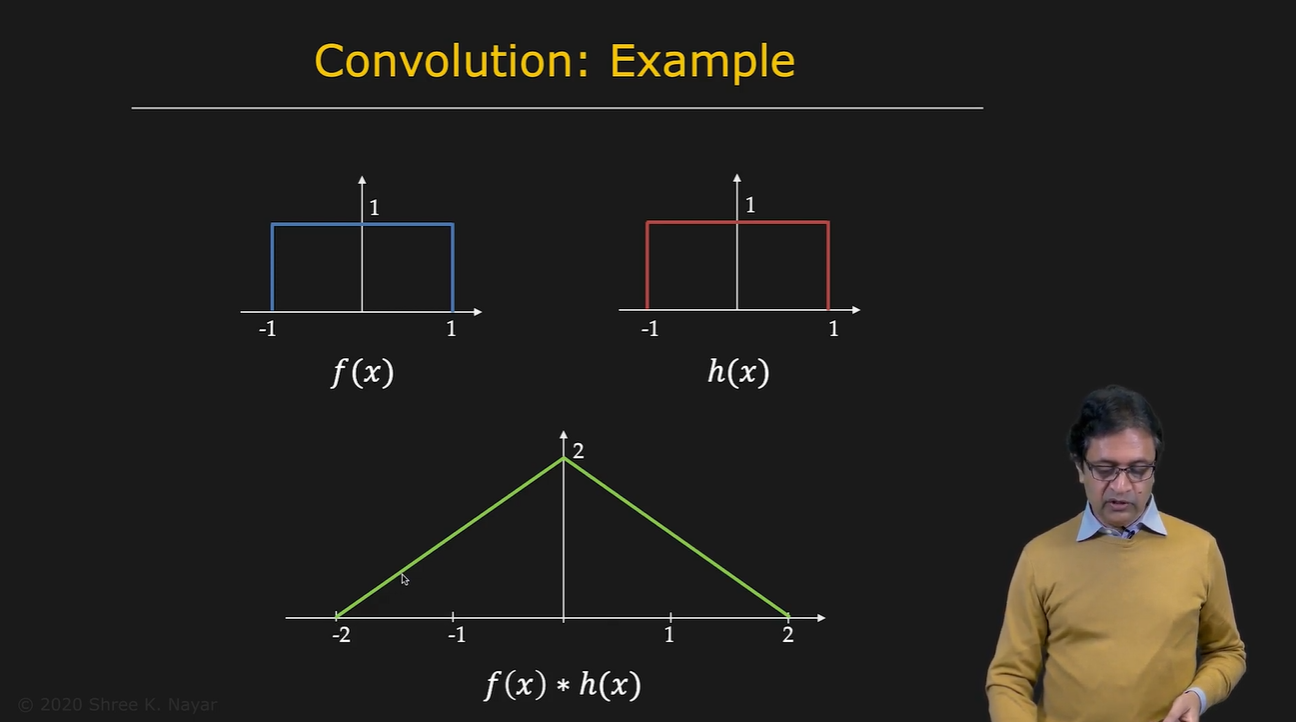 Convolution: Example
1
-1 1
f(x)
1
-1 1
h(x)
2
-2 -1 1 2
f(x) ∗ h(x)
© 2020 Shree K. Nayar